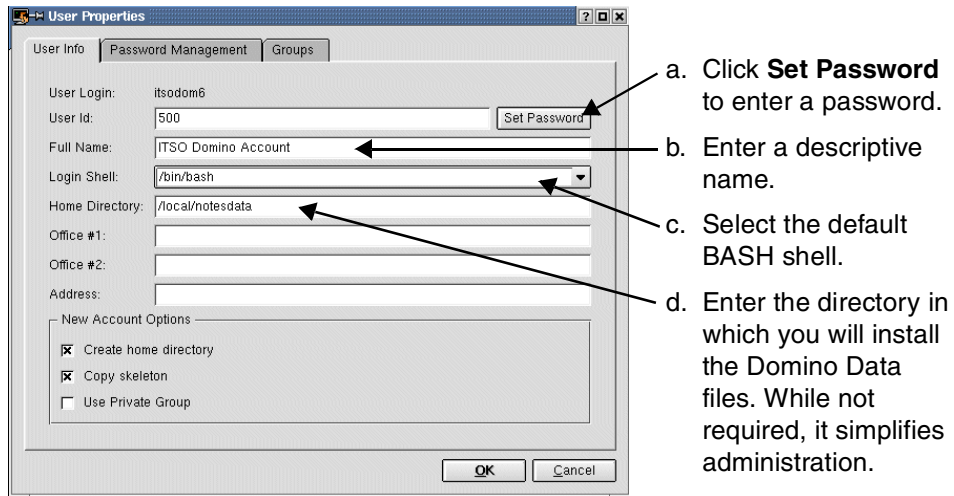 User Properties
User Info Password Management Groups
User Login: itsodom6
User Id: 500 Set Password
Full Name: ITSO Domino Account
Login Shell: /bin/bash
Home Directory: /local/notesdata
Office #1:
Office #2:
Address:
New Account Options
Create home directory
Copy skeleton
Use Private Group
OK Cancel
a. Click Set Password
to enter a password.
b. Enter a descriptive
name.
c. Select the default
BASH shell.
d. Enter the directory in
which you will install
the Domino Data
files. While not
required, it simplifies
administration.